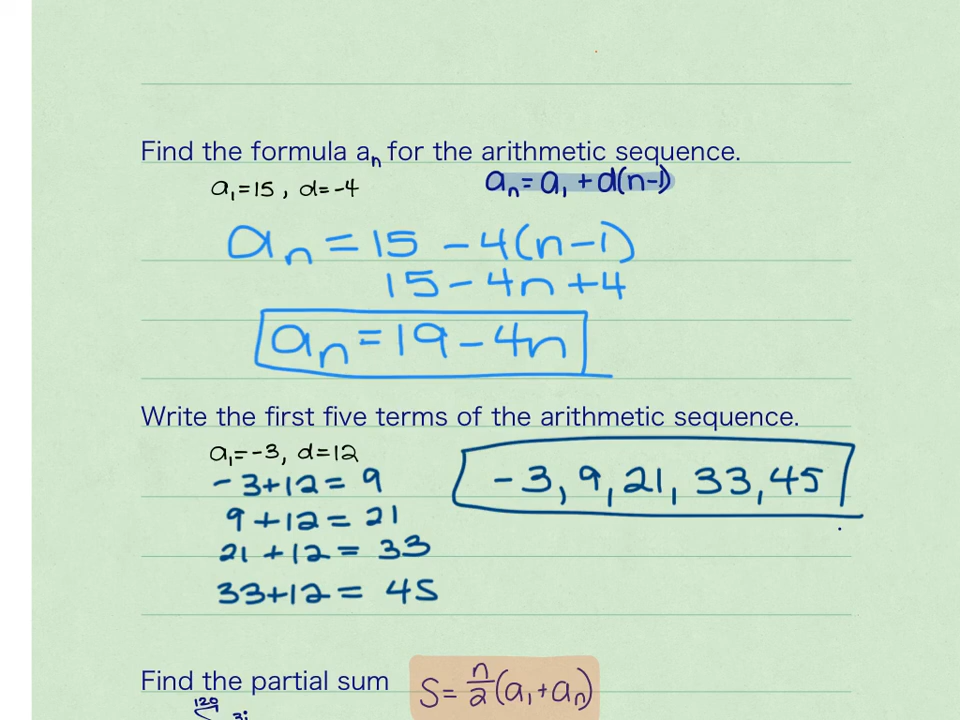 Find the formula aₙ for the arithmetic sequence.
a₁=15, d=-4
aₙ=a₁+d(n-1)
aₙ=15-4(n-1)
15-4n+4
aₙ=19-4n
Write the first five terms of the arithmetic sequence.
a₁=-3, d=12
-3+12=9
-3, 9, 21, 33, 45
9+12=21
21+12=33
33+12=45
Find the partial sum
S=n/2(a₁+aₙ)
120